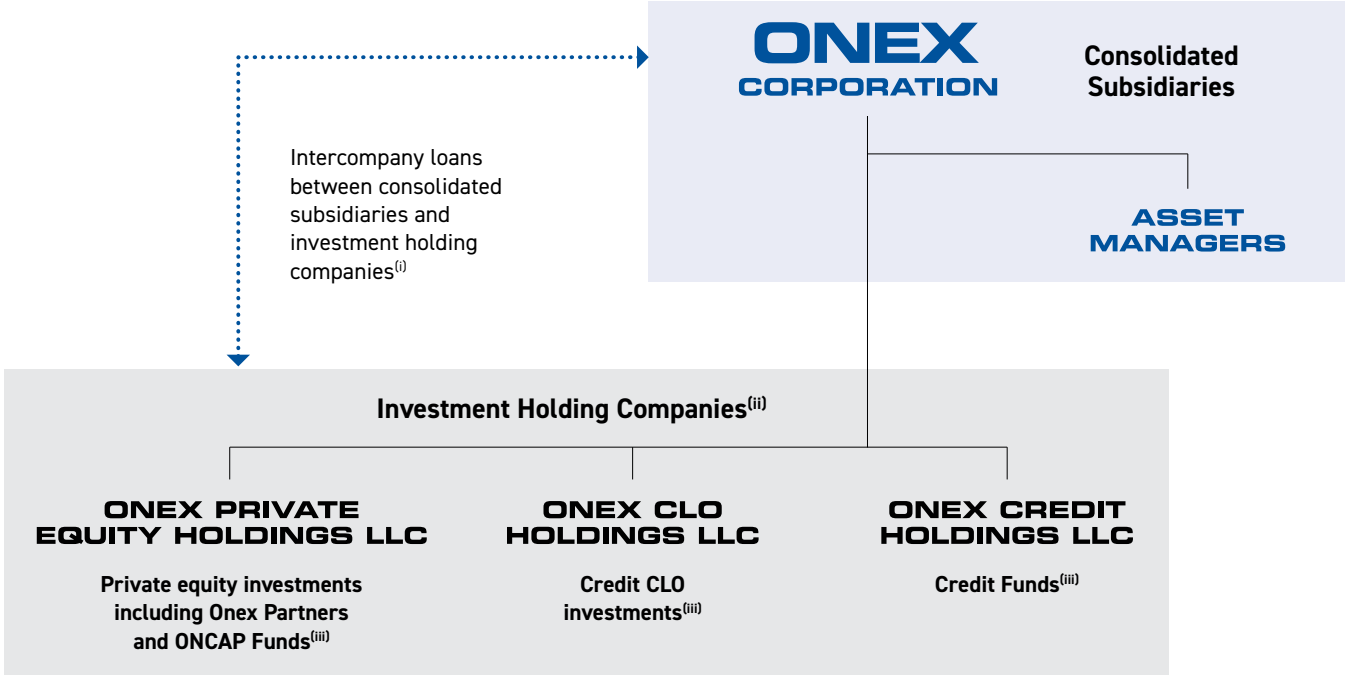 ONEX
CORPORATION
Consolidated
Subsidiaries
Intercompany loans
between consolidated
subsidiaries and
investment holding
companies(i)
ASSET
MANAGERS
Investment Holding Companies(ii)
ONEX PRIVATE
EQUITY HOLDINGS LLC
Private equity investments
including Onex Partners
and ONCAP Funds(iii)
ONEX CLO
HOLDINGS LLC
Credit CLO
investments(iii)
ONEX CREDIT
HOLDINGS LLC
Credit Funds(iii)